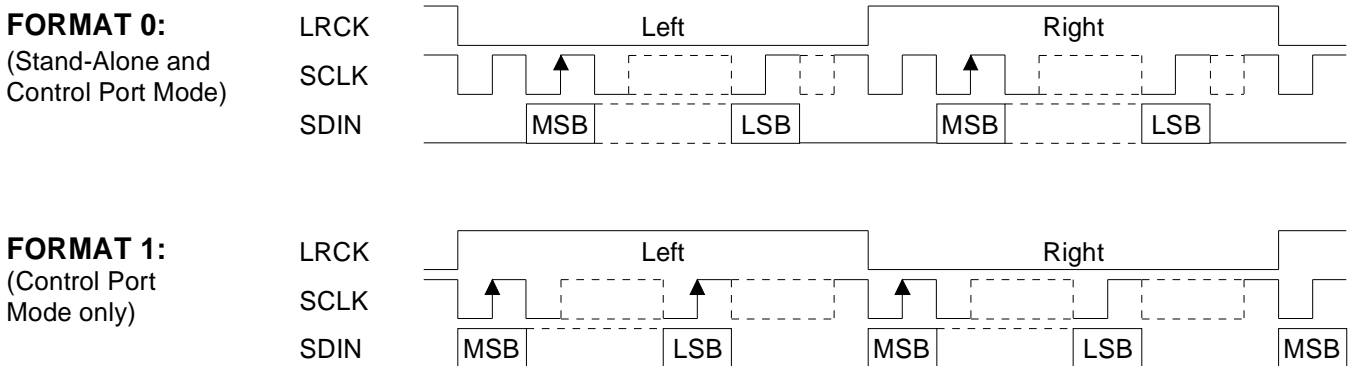 FORMAT 0:
(Stand-Alone and
Control Port Mode)
LRCK
Left
Right
SCLK
SDIN
MSB
LSB
MSB
LSB
FORMAT 1:
(Control Port
Mode only)
LRCK
Left
Right
SCLK
SDIN
MSB
LSB
MSB
LSB
MSB